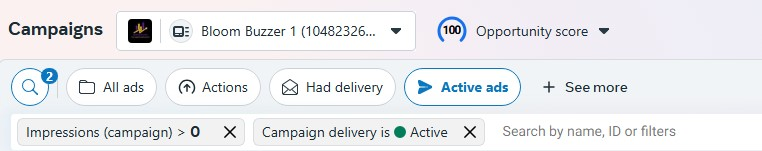 Campaigns Bloom Buzzer 1 (10482326... 100 Opportunity score
2 All ads Actions Had delivery Active ads + See more
Impressions (campaign) > 0 Campaign delivery is Active Search by name, ID or filters